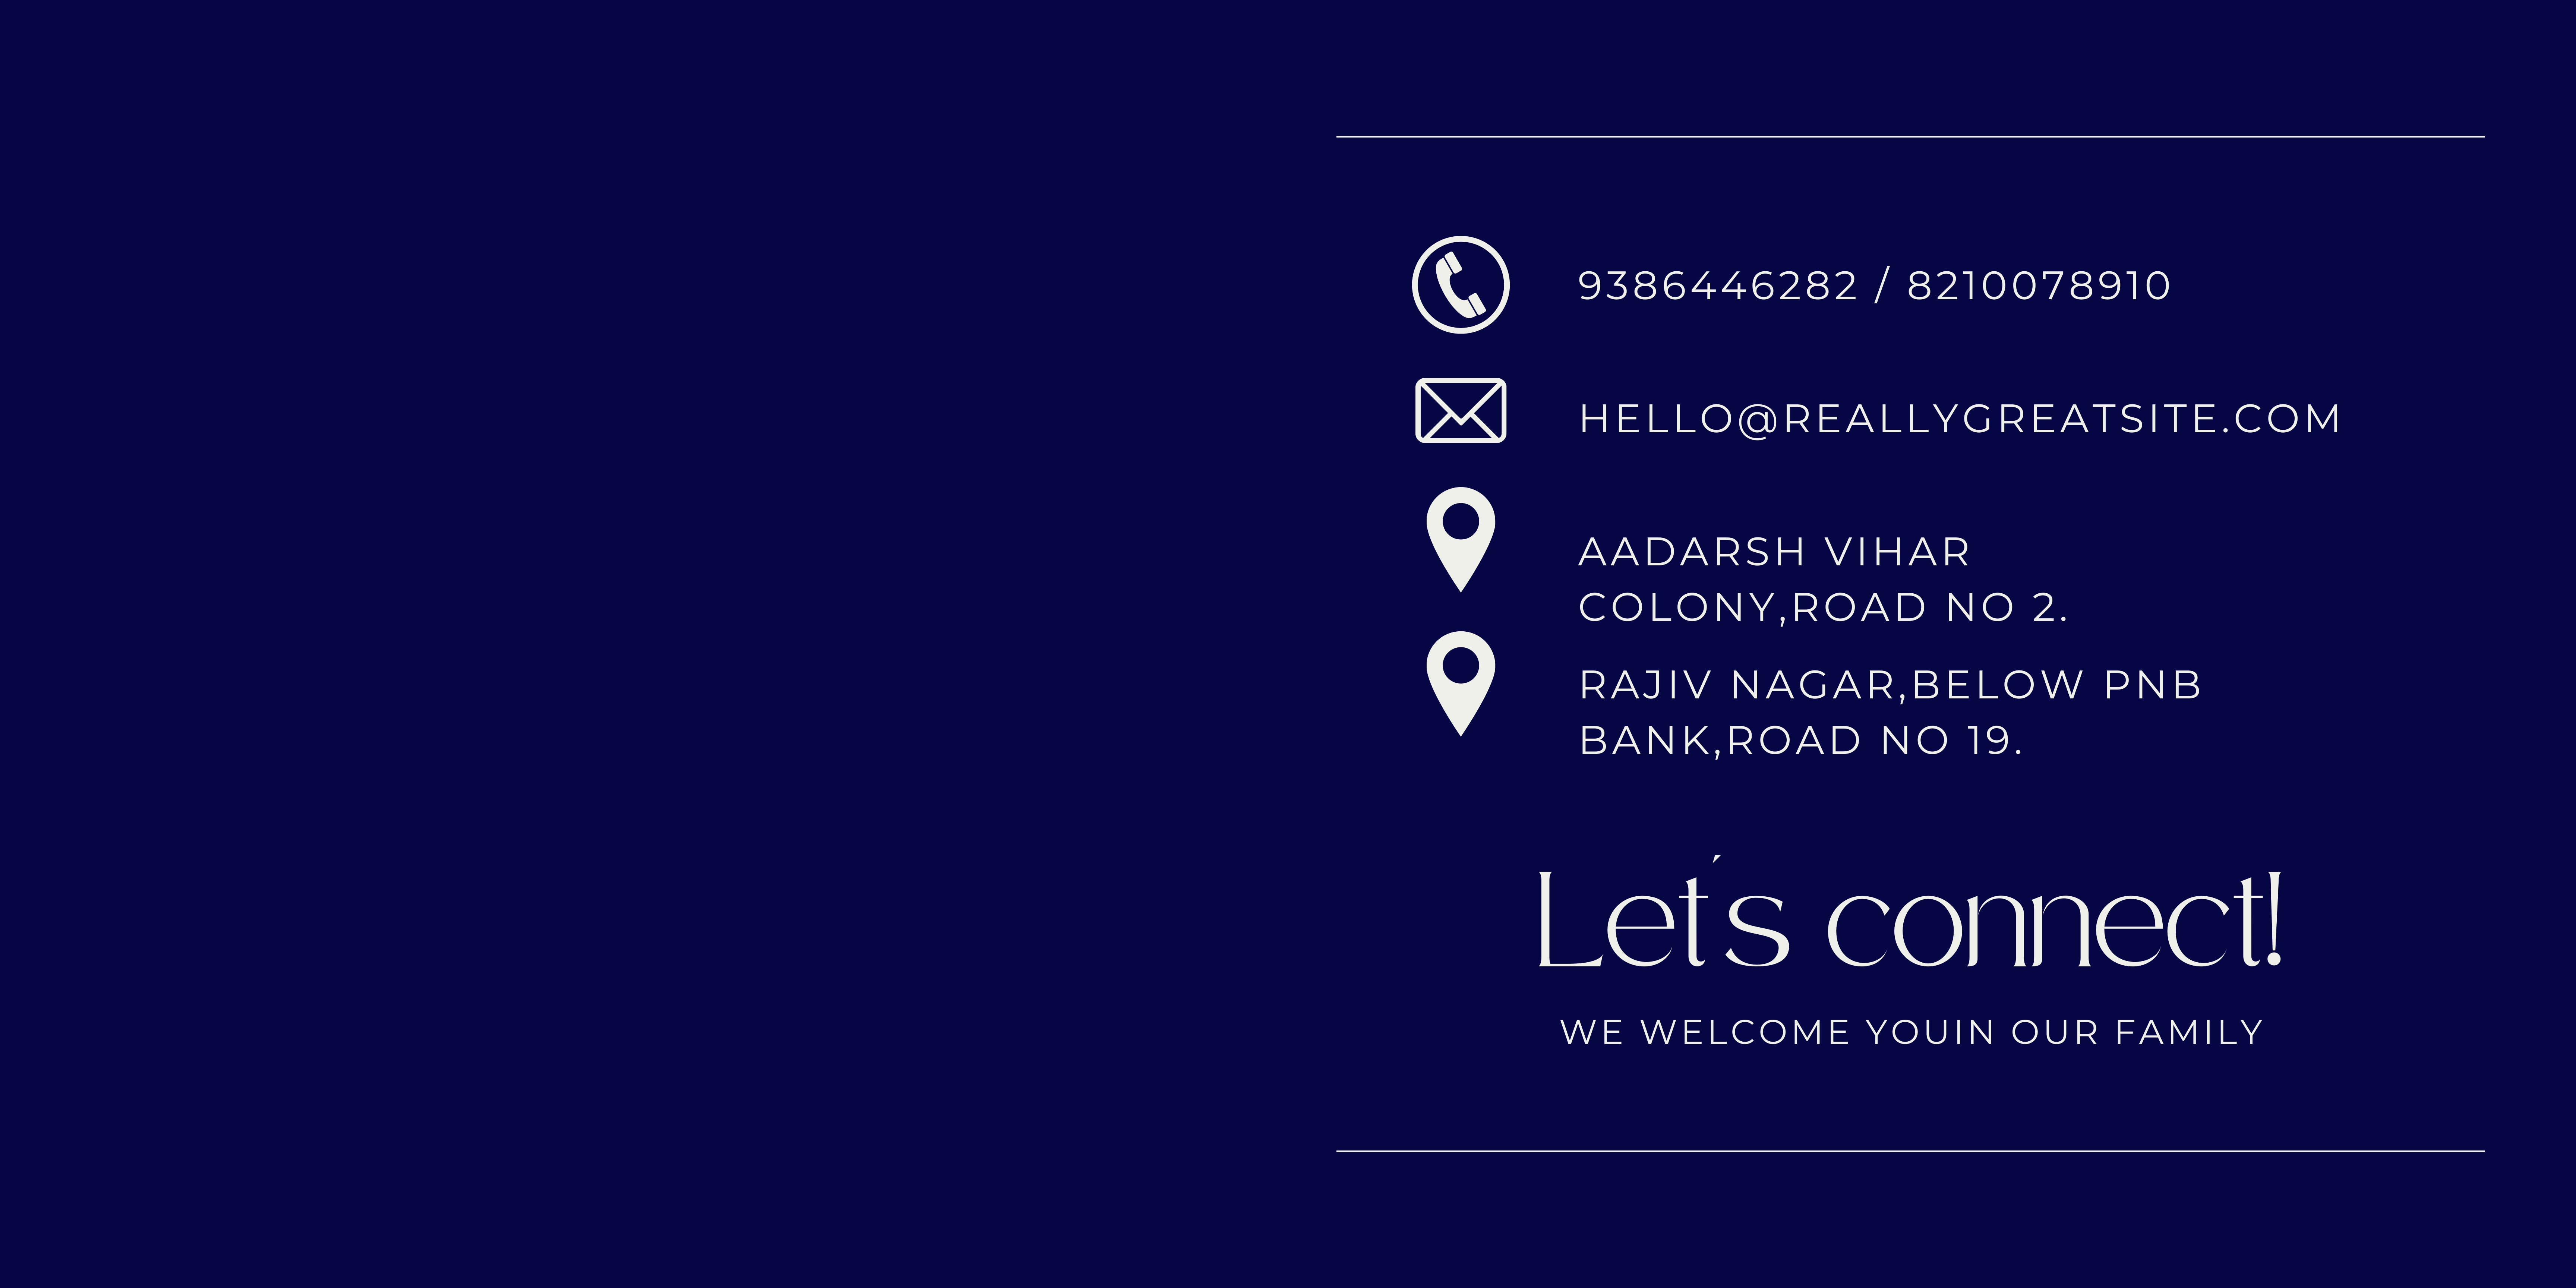 9386446282 / 8210078910
HELLO@REALLYGREATSITE.COM
AADARSH VIHAR
COLONY,ROAD NO 2.
RAJIV NAGAR,BELOW PNB
BANK,ROAD NO 19.
Let's connect!
WE WELCOME YOUIN OUR FAMILY